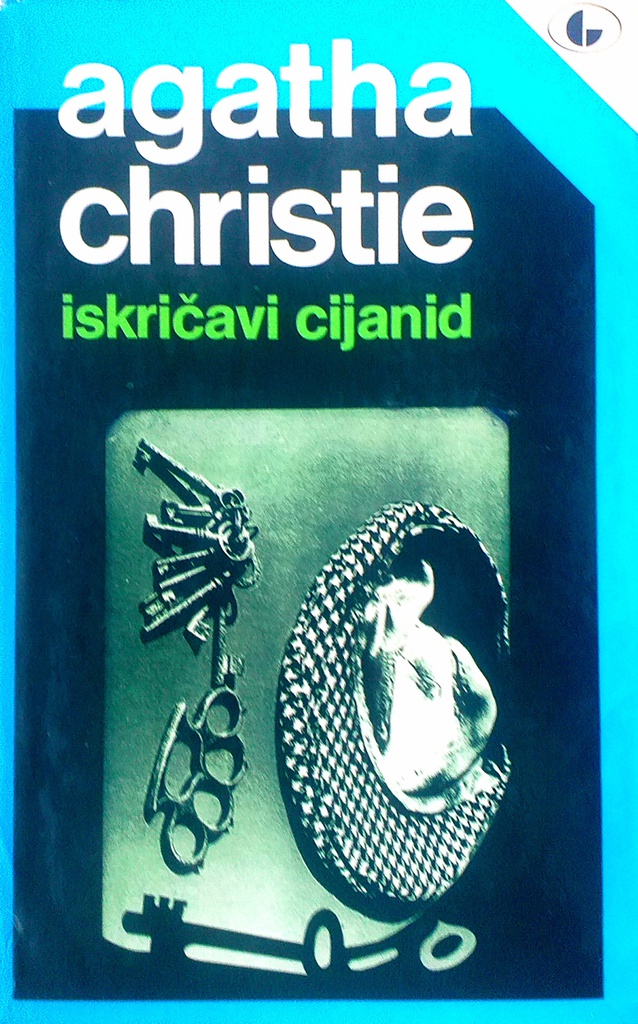 agatha
christie
iskričavi cijanid